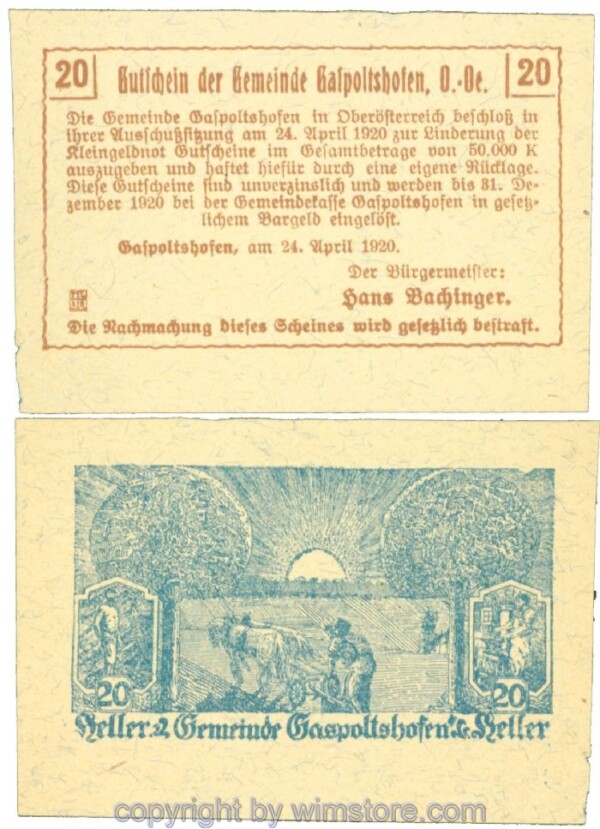 20 Gutschein der Gemeinde Gaspoltshofen, O.-Oe. 20
Die Gemeinde Gaspoltshofen in Oberösterreich beschloß in
ihrer Ausschußsitzung am 24. April 1920 zur Linderung der
Kleingeldnot Gutscheine im Gesamtbetrage von 50.000 K
auszugeben und haftet hiefür durch eine eigene Rücklage.
Diese Gutscheine sind unverzinslich und werden bis 31. De-
zember 1920 bei der Gemeindekasse Gaspoltshofen in gesetz-
lichem Bargeld eingelöst.
Gaspoltshofen, am 24. April 1920.
Der Bürgermeister:
Hans Bachinger.
Die Nachmachung dieses Scheines wird gesetzlich bestraft.
20 20
Heller Gemeinde Gaspoltshofen Heller
copyright by wimstore.com